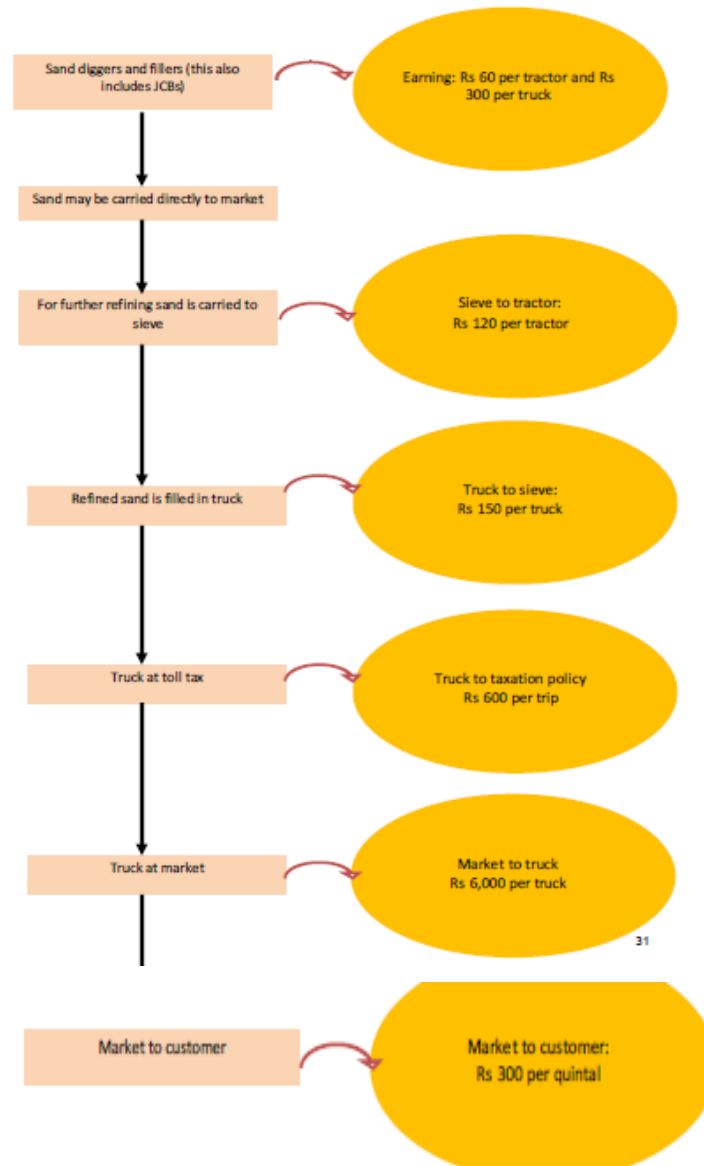 Sand diggers and fillers (this also
includes JCBs)
Earning: Rs 60 per tractor and Rs
300 per truck
Sand may be carried directly to market
For further refining sand is carried to
sieve
Sieve to tractor:
Rs 120 per tractor
Refined sand is filled in truck
Truck to sieve:
Rs 150 per truck
Truck at toll tax
Truck to taxation policy
Rs 600 per trip
Truck at market
Market to truck
Rs 6,000 per truck
31
Market to customer
Market to customer:
Rs 300 per quintal